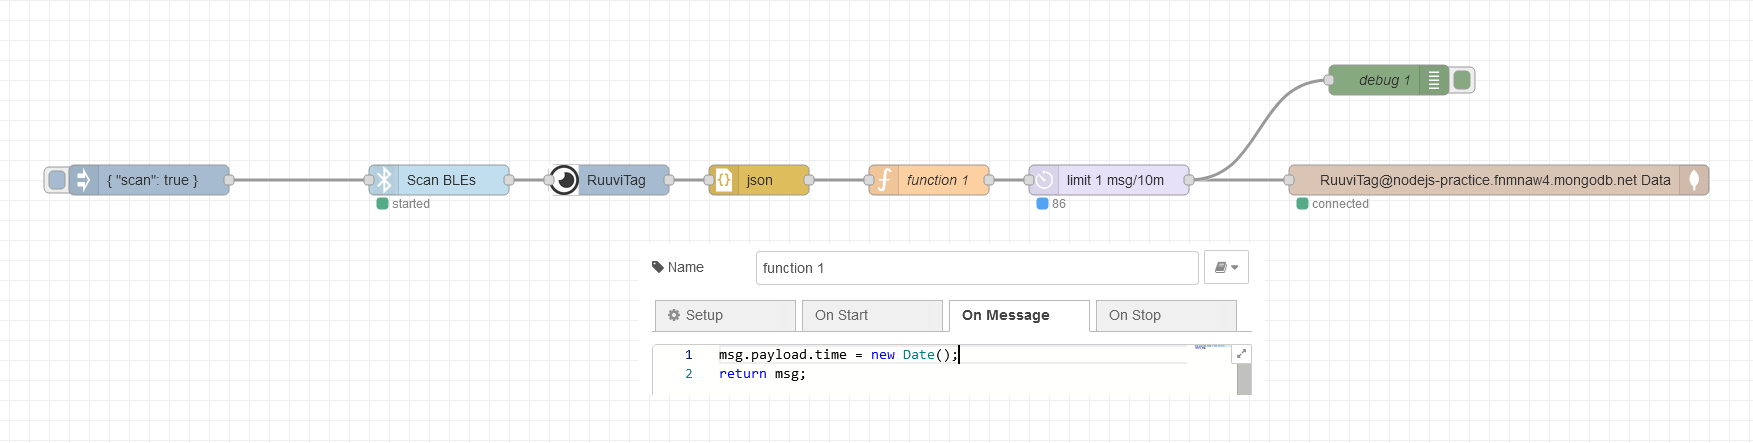 debug 1
{ "scan": true }
Scan BLEs
RuuviTag
{} json
f function 1
limit 1 msg/10m
RuuviTag@nodejs-practice.fnmnaw4.mongodb.net Data
started
86
connected
Name
function 1
Setup
On Start
On Message
On Stop
1 msg.payload.time = new Date();
2 return msg;